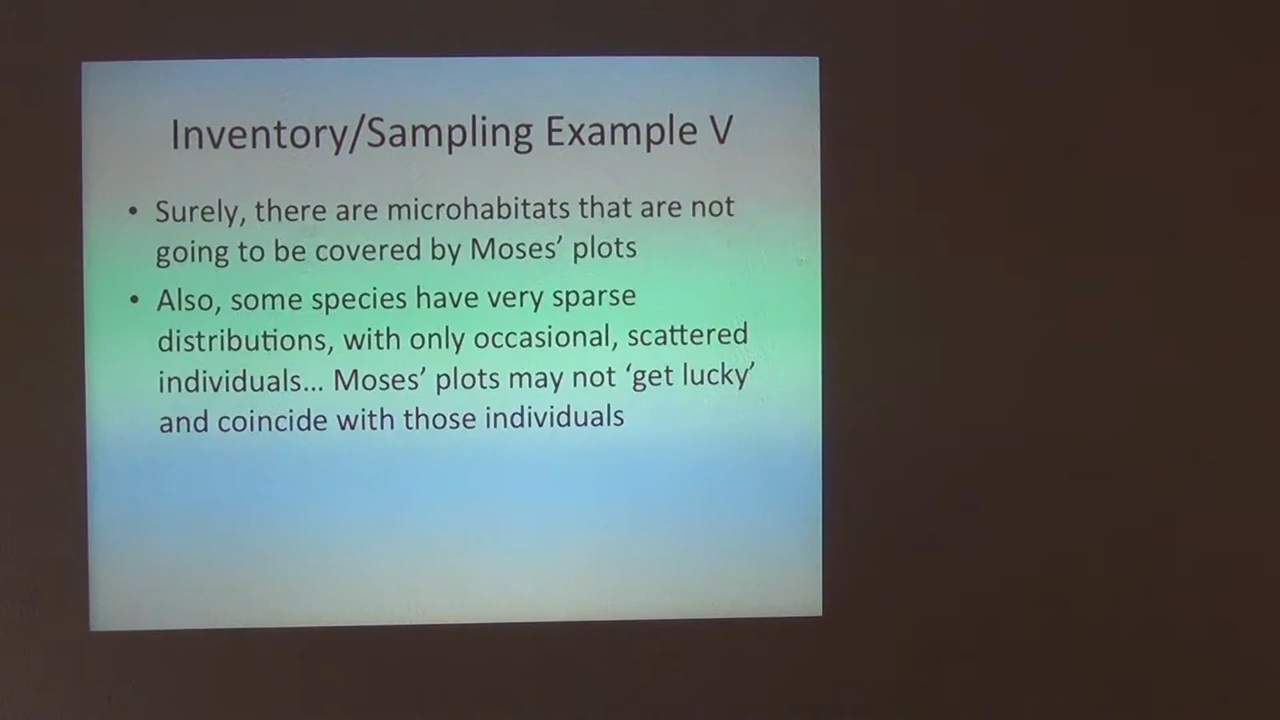 Inventory/Sampling Example V
• Surely, there are microhabitats that are not
going to be covered by Moses’ plots
• Also, some species have very sparse
distributions, with only occasional, scattered
individuals... Moses’ plots may not ‘get lucky’
and coincide with those individuals